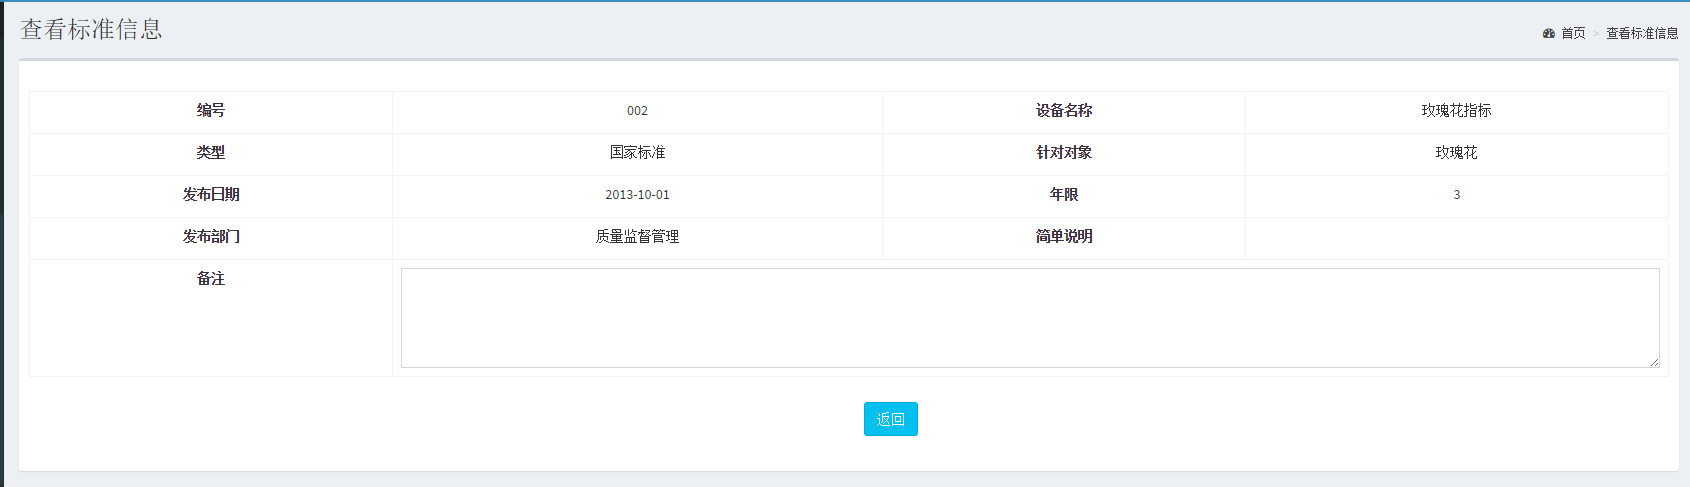 查看标准信息
首页 > 查看标准信息
编号 002 设备名称 玫瑰花指标
类型 国家标准 针对对象 玫瑰花
发布日期 2013-10-01 年限 3
发布部门 质量监督管理 简单说明
备注
返回